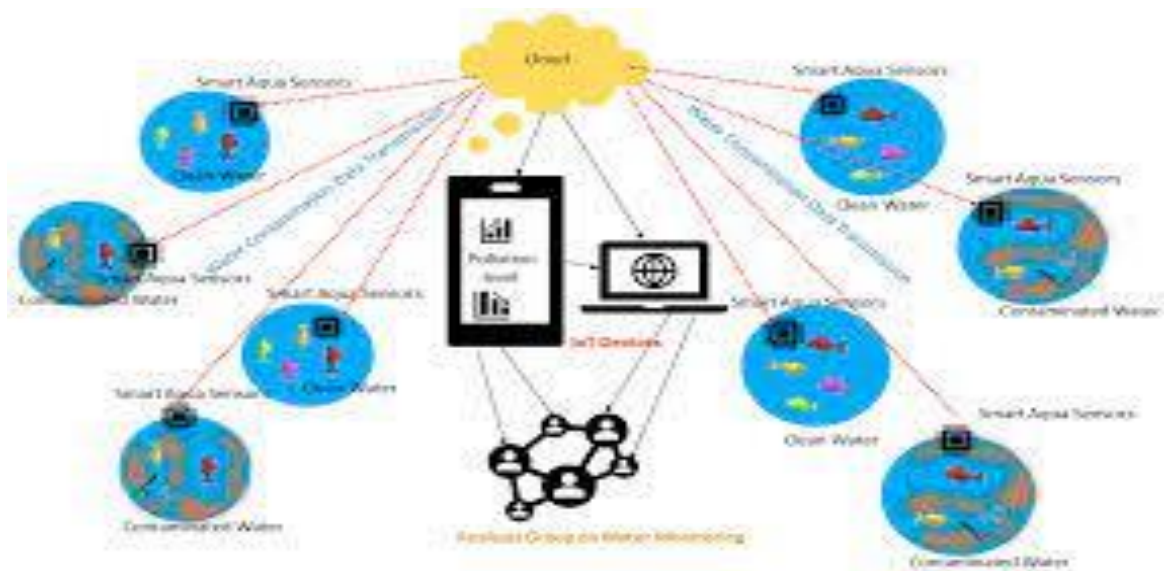 Cloud
Smart Aqua Sensors
Clean Water
Smart Aqua Sensors
Contaminated Water
Smart Aqua Sensors
Clean Water
Smart Aqua Sensors
Contaminated Water
Water Contamination Data Transmission
Pollution
level
IoT Devices
Water Contamination Data Transmission
Smart Aqua Sensors
Clean Water
Smart Aqua Sensors
Contaminated Water
Smart Aqua Sensors
Clean Water
Smart Aqua Sensors
Contaminated Water
Group on Water Monitoring